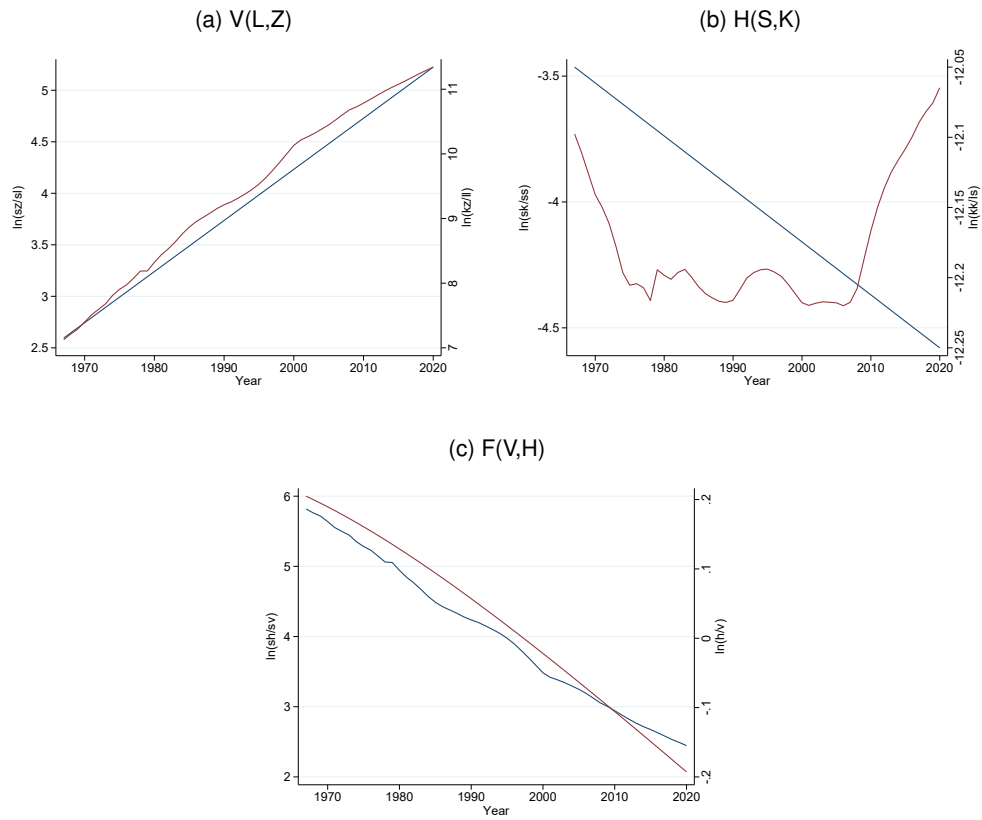 (a) V(L,Z)
ln(sz/sl)
5
4.5
4
3.5
3
2.5
11
10
9
8
7
ln(kz/ll)
1970 1980 1990 2000 2010 2020
Year
(b) H(S,K)
ln(sk/ss)
-3.5
-4
-4.5
-12.05
-12.1
-12.15
-12.2
-12.25
ln(kk/ls)
1970 1980 1990 2000 2010 2020
Year
(c) F(V,H)
ln(sh/sv)
6
5
4
3
2
.2
.1
0
-.1
-.2
ln(h/v)
1970 1980 1990 2000 2010 2020
Year